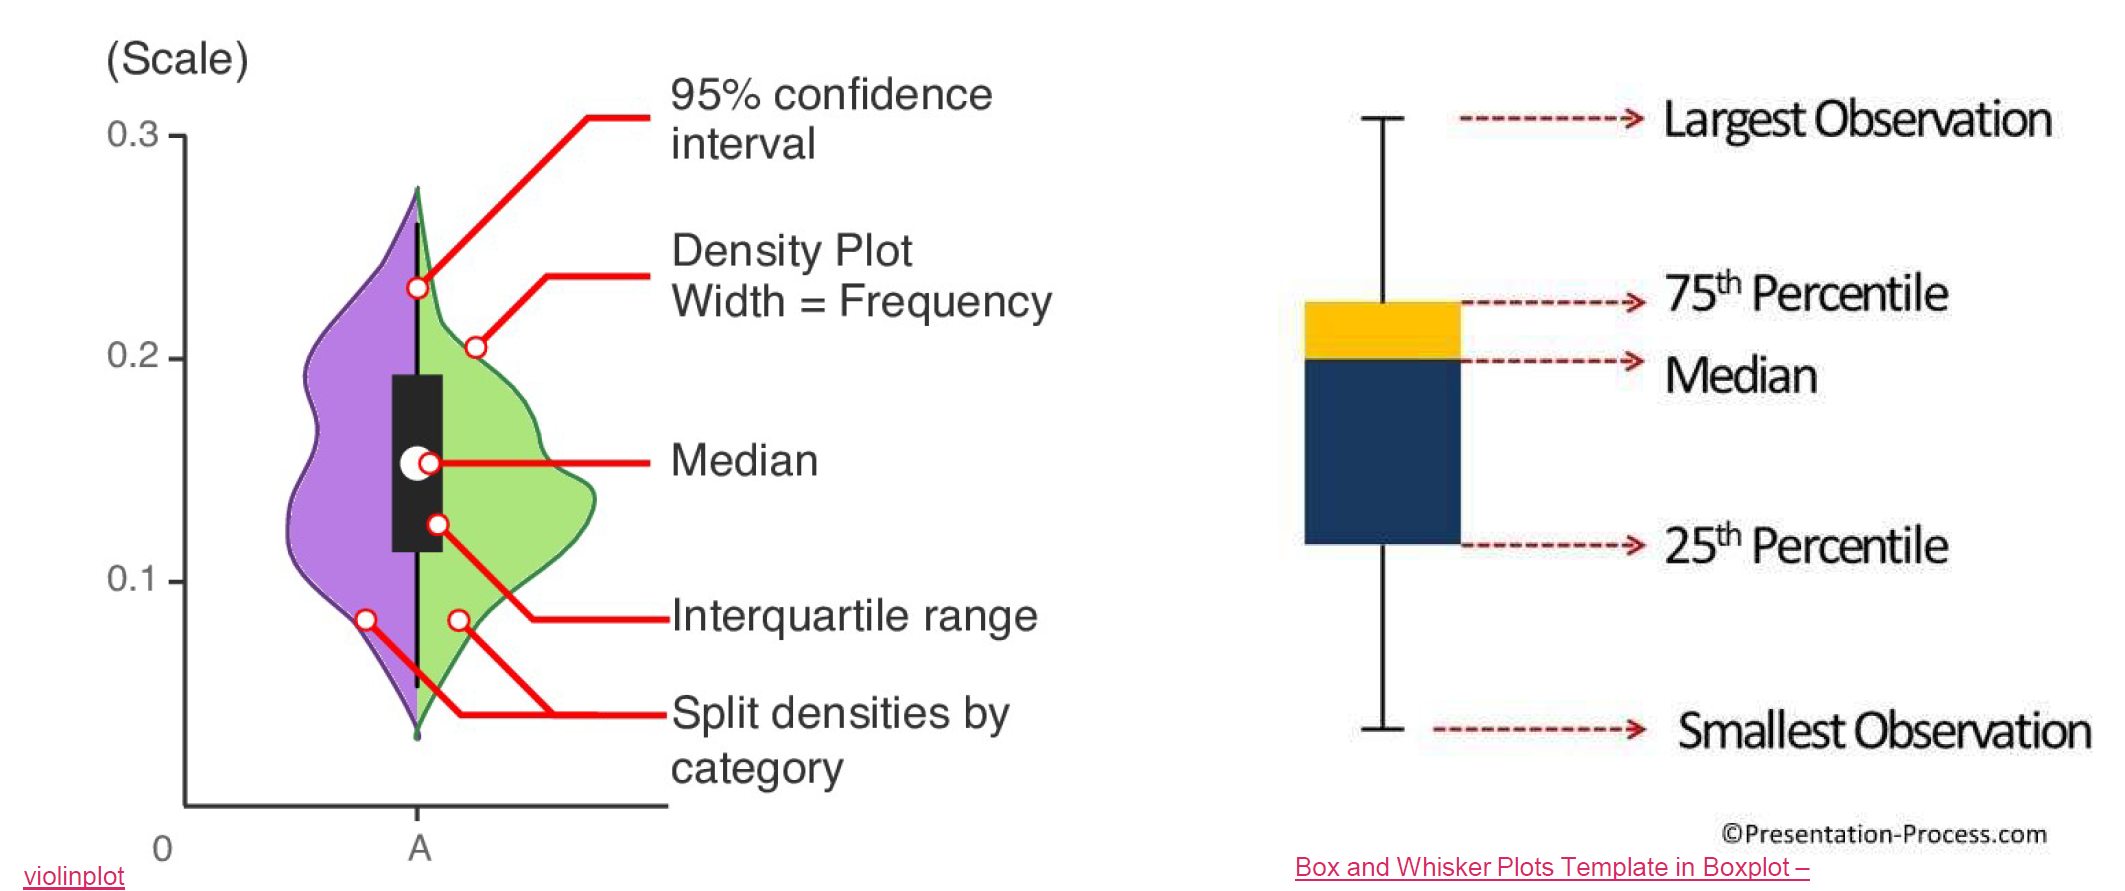 (Scale)
0.3
0.2
0.1
0
A
95% confidence
interval
Density Plot
Width = Frequency
Median
Interquartile range
Split densities by
category
violinplot
Largest Observation
75th Percentile
Median
25th Percentile
Smallest Observation
©Presentation-Process.com
Box and Whisker Plots Template in Boxplot –